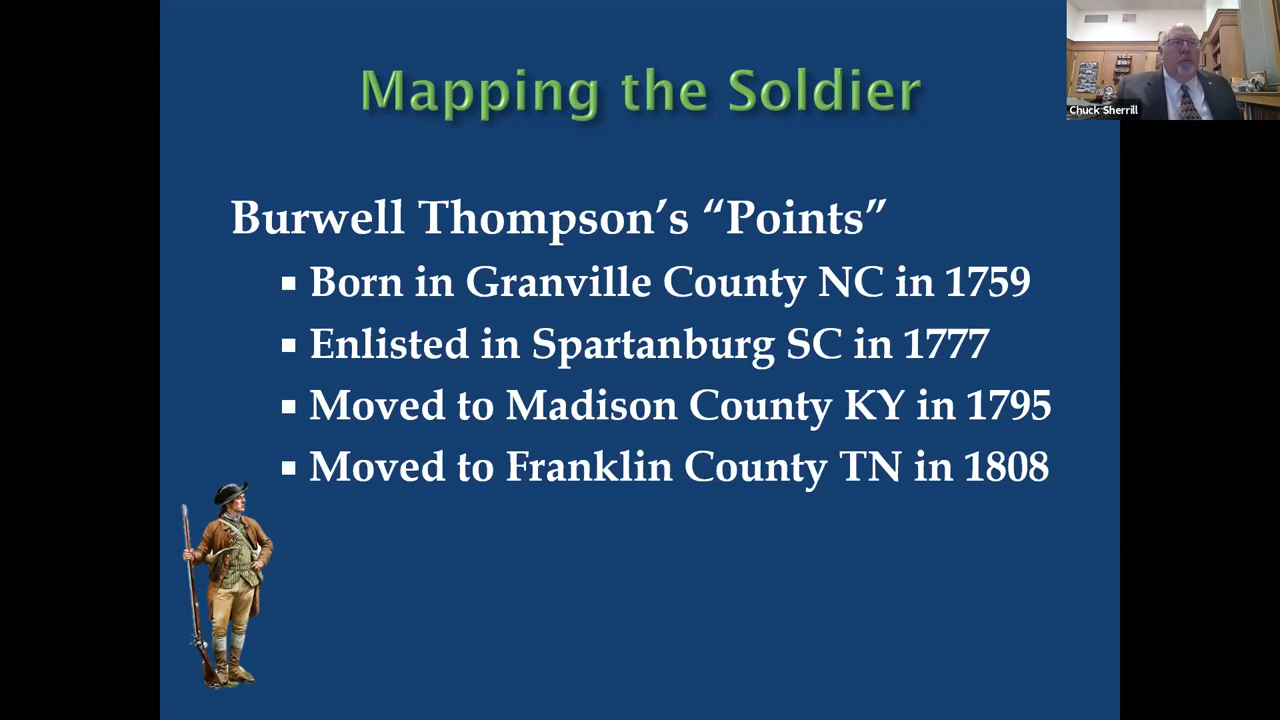 Mapping the Soldier
Chuck Sherrill
Burwell Thompson’s “Points”
▪ Born in Granville County NC in 1759
▪ Enlisted in Spartanburg SC in 1777
▪ Moved to Madison County KY in 1795
▪ Moved to Franklin County TN in 1808